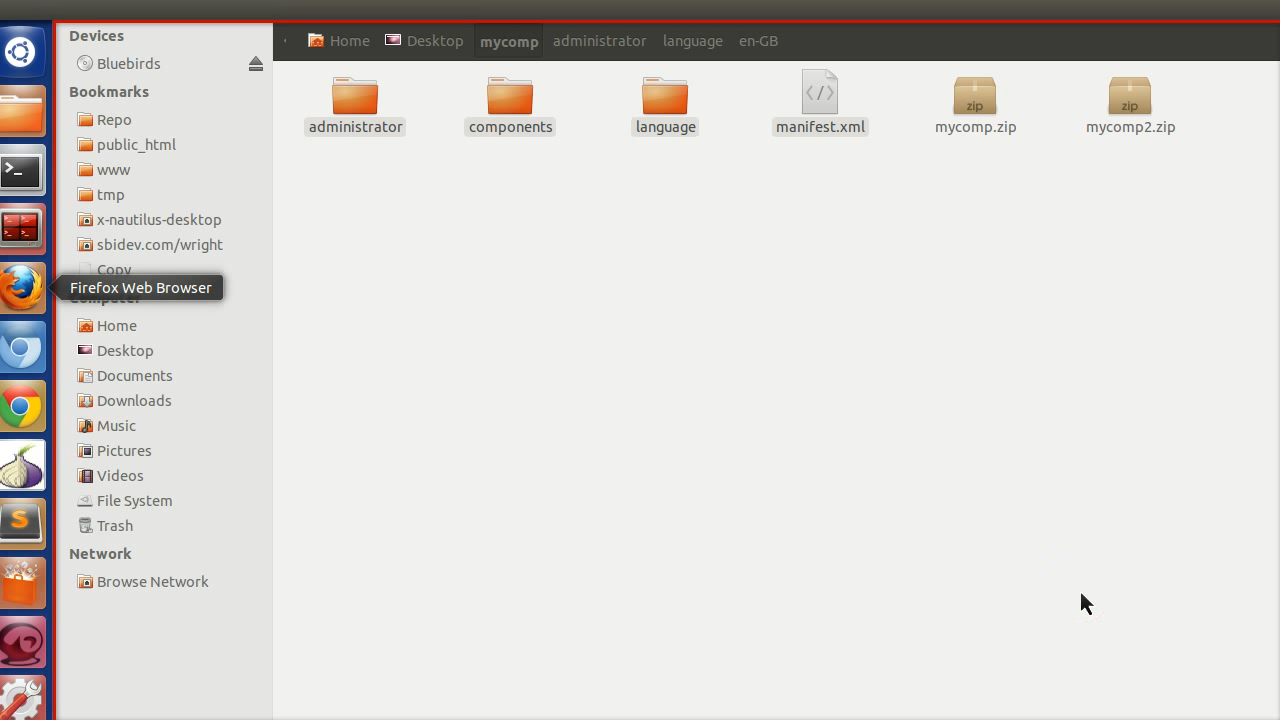 Devices
Bluebirds
Bookmarks
Repo
public_html
www
tmp
x-nautilus-desktop
sbidev.com/wright
Copy
Firefox Web Browser
Computer
Home
Desktop
Documents
Downloads
Music
Pictures
Videos
File System
Trash
Network
Browse Network
Home Desktop mycomp administrator language en-GB
zip zip
administrator components language manifest.xml mycomp.zip mycomp2.zip